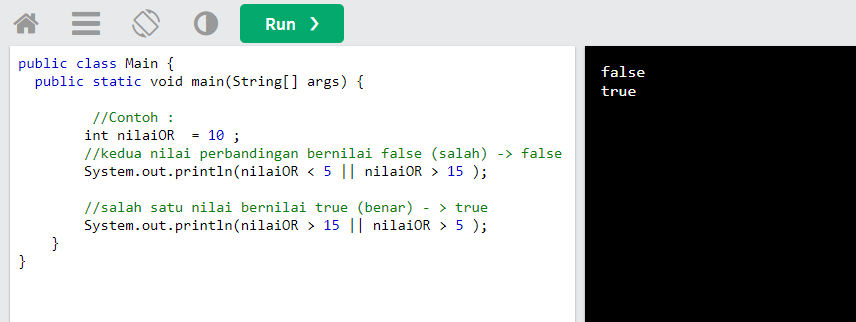 Run ❯
public class Main {
public static void main(String[] args) {
//Contoh :
int nilaiOR  = 10 ;
//kedua nilai perbandingan bernilai false (salah) -> false
System.out.println(nilaiOR < 5 || nilaiOR > 15 );
//salah satu nilai bernilai true (benar) - > true
System.out.println(nilaiOR > 15 || nilaiOR > 5 );
}
}
false
true